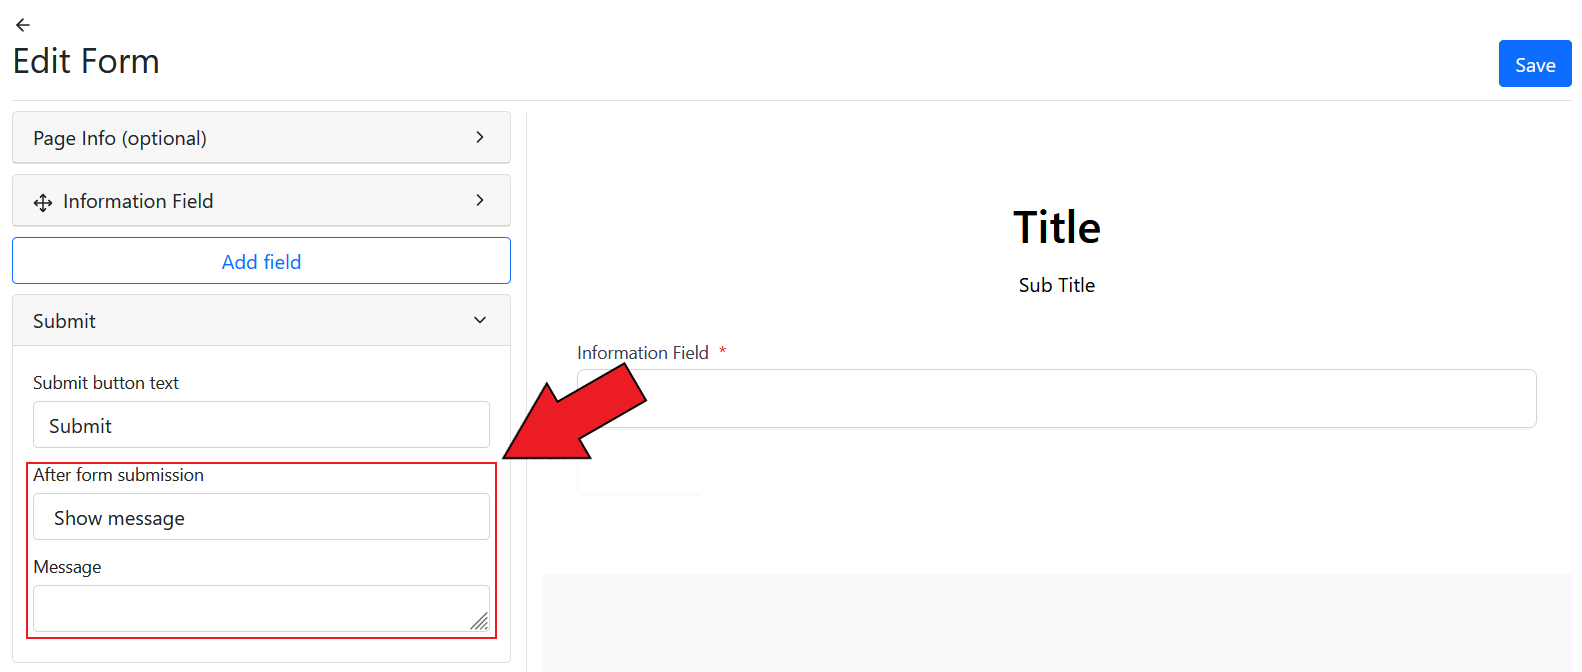 Edit Form
Save
Page Info (optional)
Information Field
Add field
Submit
Submit button text
Submit
After form submission
Show message
Message
Title
Sub Title
Information Field *